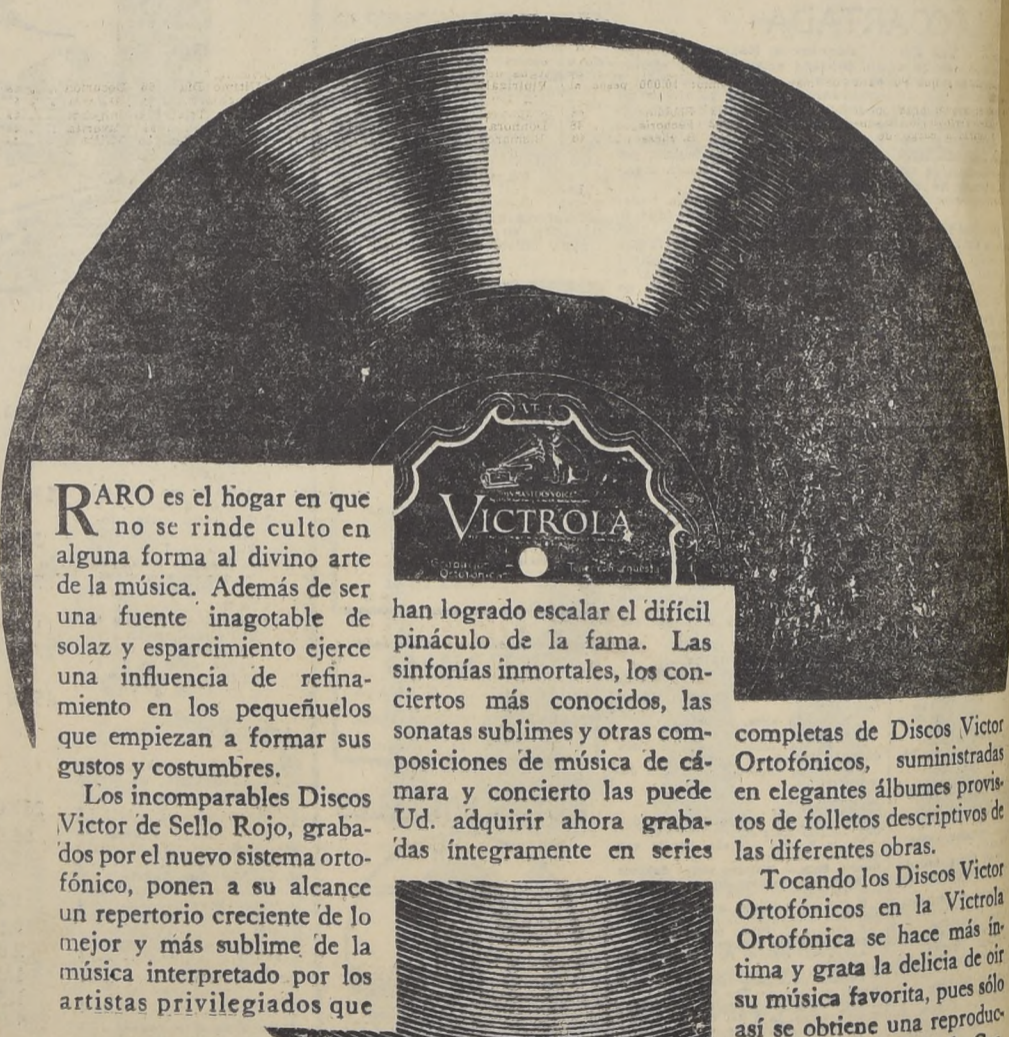 HIS MASTER'S VOICE
VICTROLA
Ortofónica
RARO es el hogar en que
no se rinde culto en
alguna forma al divino arte
de la música. Además de ser
una fuente inagotable de
solaz y esparcimiento ejerce
una influencia de refina-
miento en los pequeñuelos
que empiezan a formar sus
gustos y costumbres.
Los incomparables Discos
Victor de Sello Rojo, graba-
dos por el nuevo sistema orto-
fónico, ponen a su alcance
un repertorio creciente de lo
mejor y más sublime de la
música interpretado por los
artistas privilegiados que
han logrado escalar el difícil
pináculo de la fama. Las
sinfonías inmortales, los con-
ciertos más conocidos, las
sonatas sublimes y otras com-
posiciones de música de cá-
mara y concierto las puede
Ud. adquirir ahora graba-
das íntegramente en series
completas de Discos Victor
Ortofónicos, suministradas
en elegantes álbumes provis-
tos de folletos descriptivos de
las diferentes obras.
Tocando los Discos Victor
Ortofónicos en la Victrola
Ortofónica se hace más ín-
tima y grata la delicia de oir
su música favorita, pues sólo
así se obtiene una reproduc-